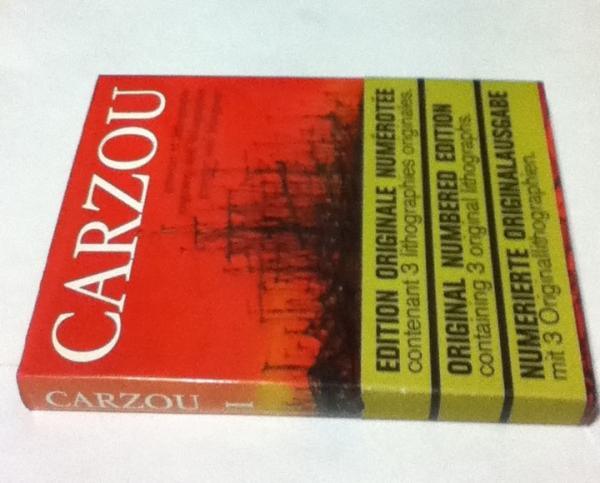 CARZOU
EDITION ORIGINALE NUMÉROTÉE
contenant 3 lithographies originales.
ORIGINAL NUMBERED EDITION
containing 3 original lithographs.
NUMERIERTE ORIGINALAUSGABE
mit 3 Originallithographien.
CARZOU I